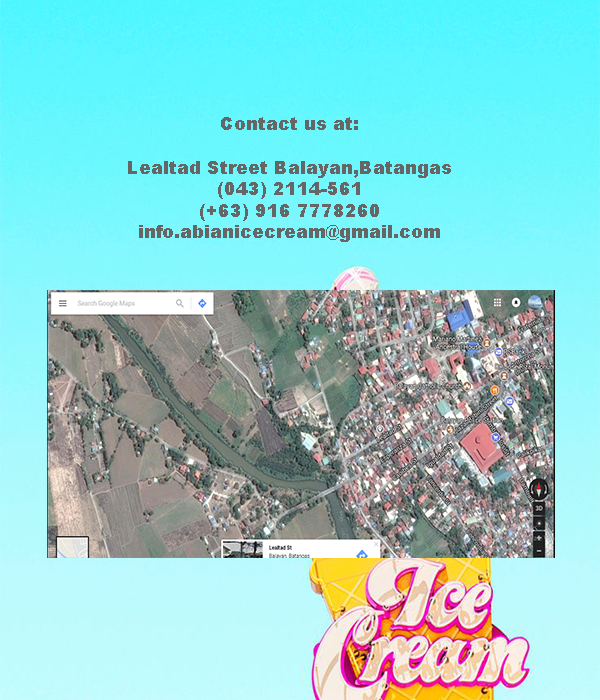 Contact us at:
Lealtad Street Balayan,Batangas
(043) 2114-561
(+63) 916 7778260
info.abianicecream@gmail.com
Search Google Maps
3D
Lealtad St
Balayan, Batangas
Ice
Cream